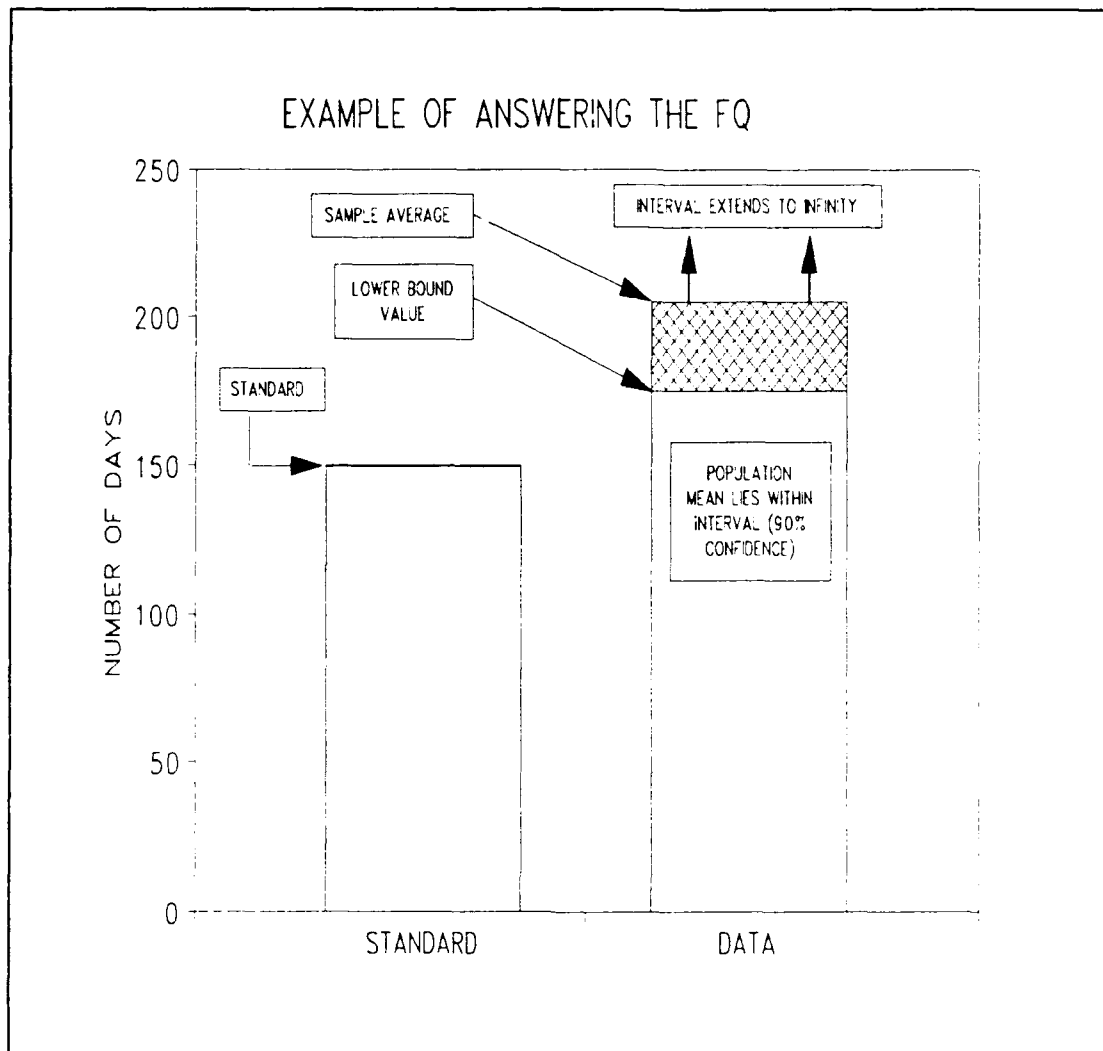 EXAMPLE OF ANSWERING THE FQ
250
200
150
100
50
0
NUMBER OF DAYS
SAMPLE AVERAGE
INTERVAL EXTENDS TO INFINITY
LOWER BOUND
VALUE
STANDARD
POPULATION
MEAN LIES WITHIN
INTERVAL (90%
CONFIDENCE)
STANDARD
DATA